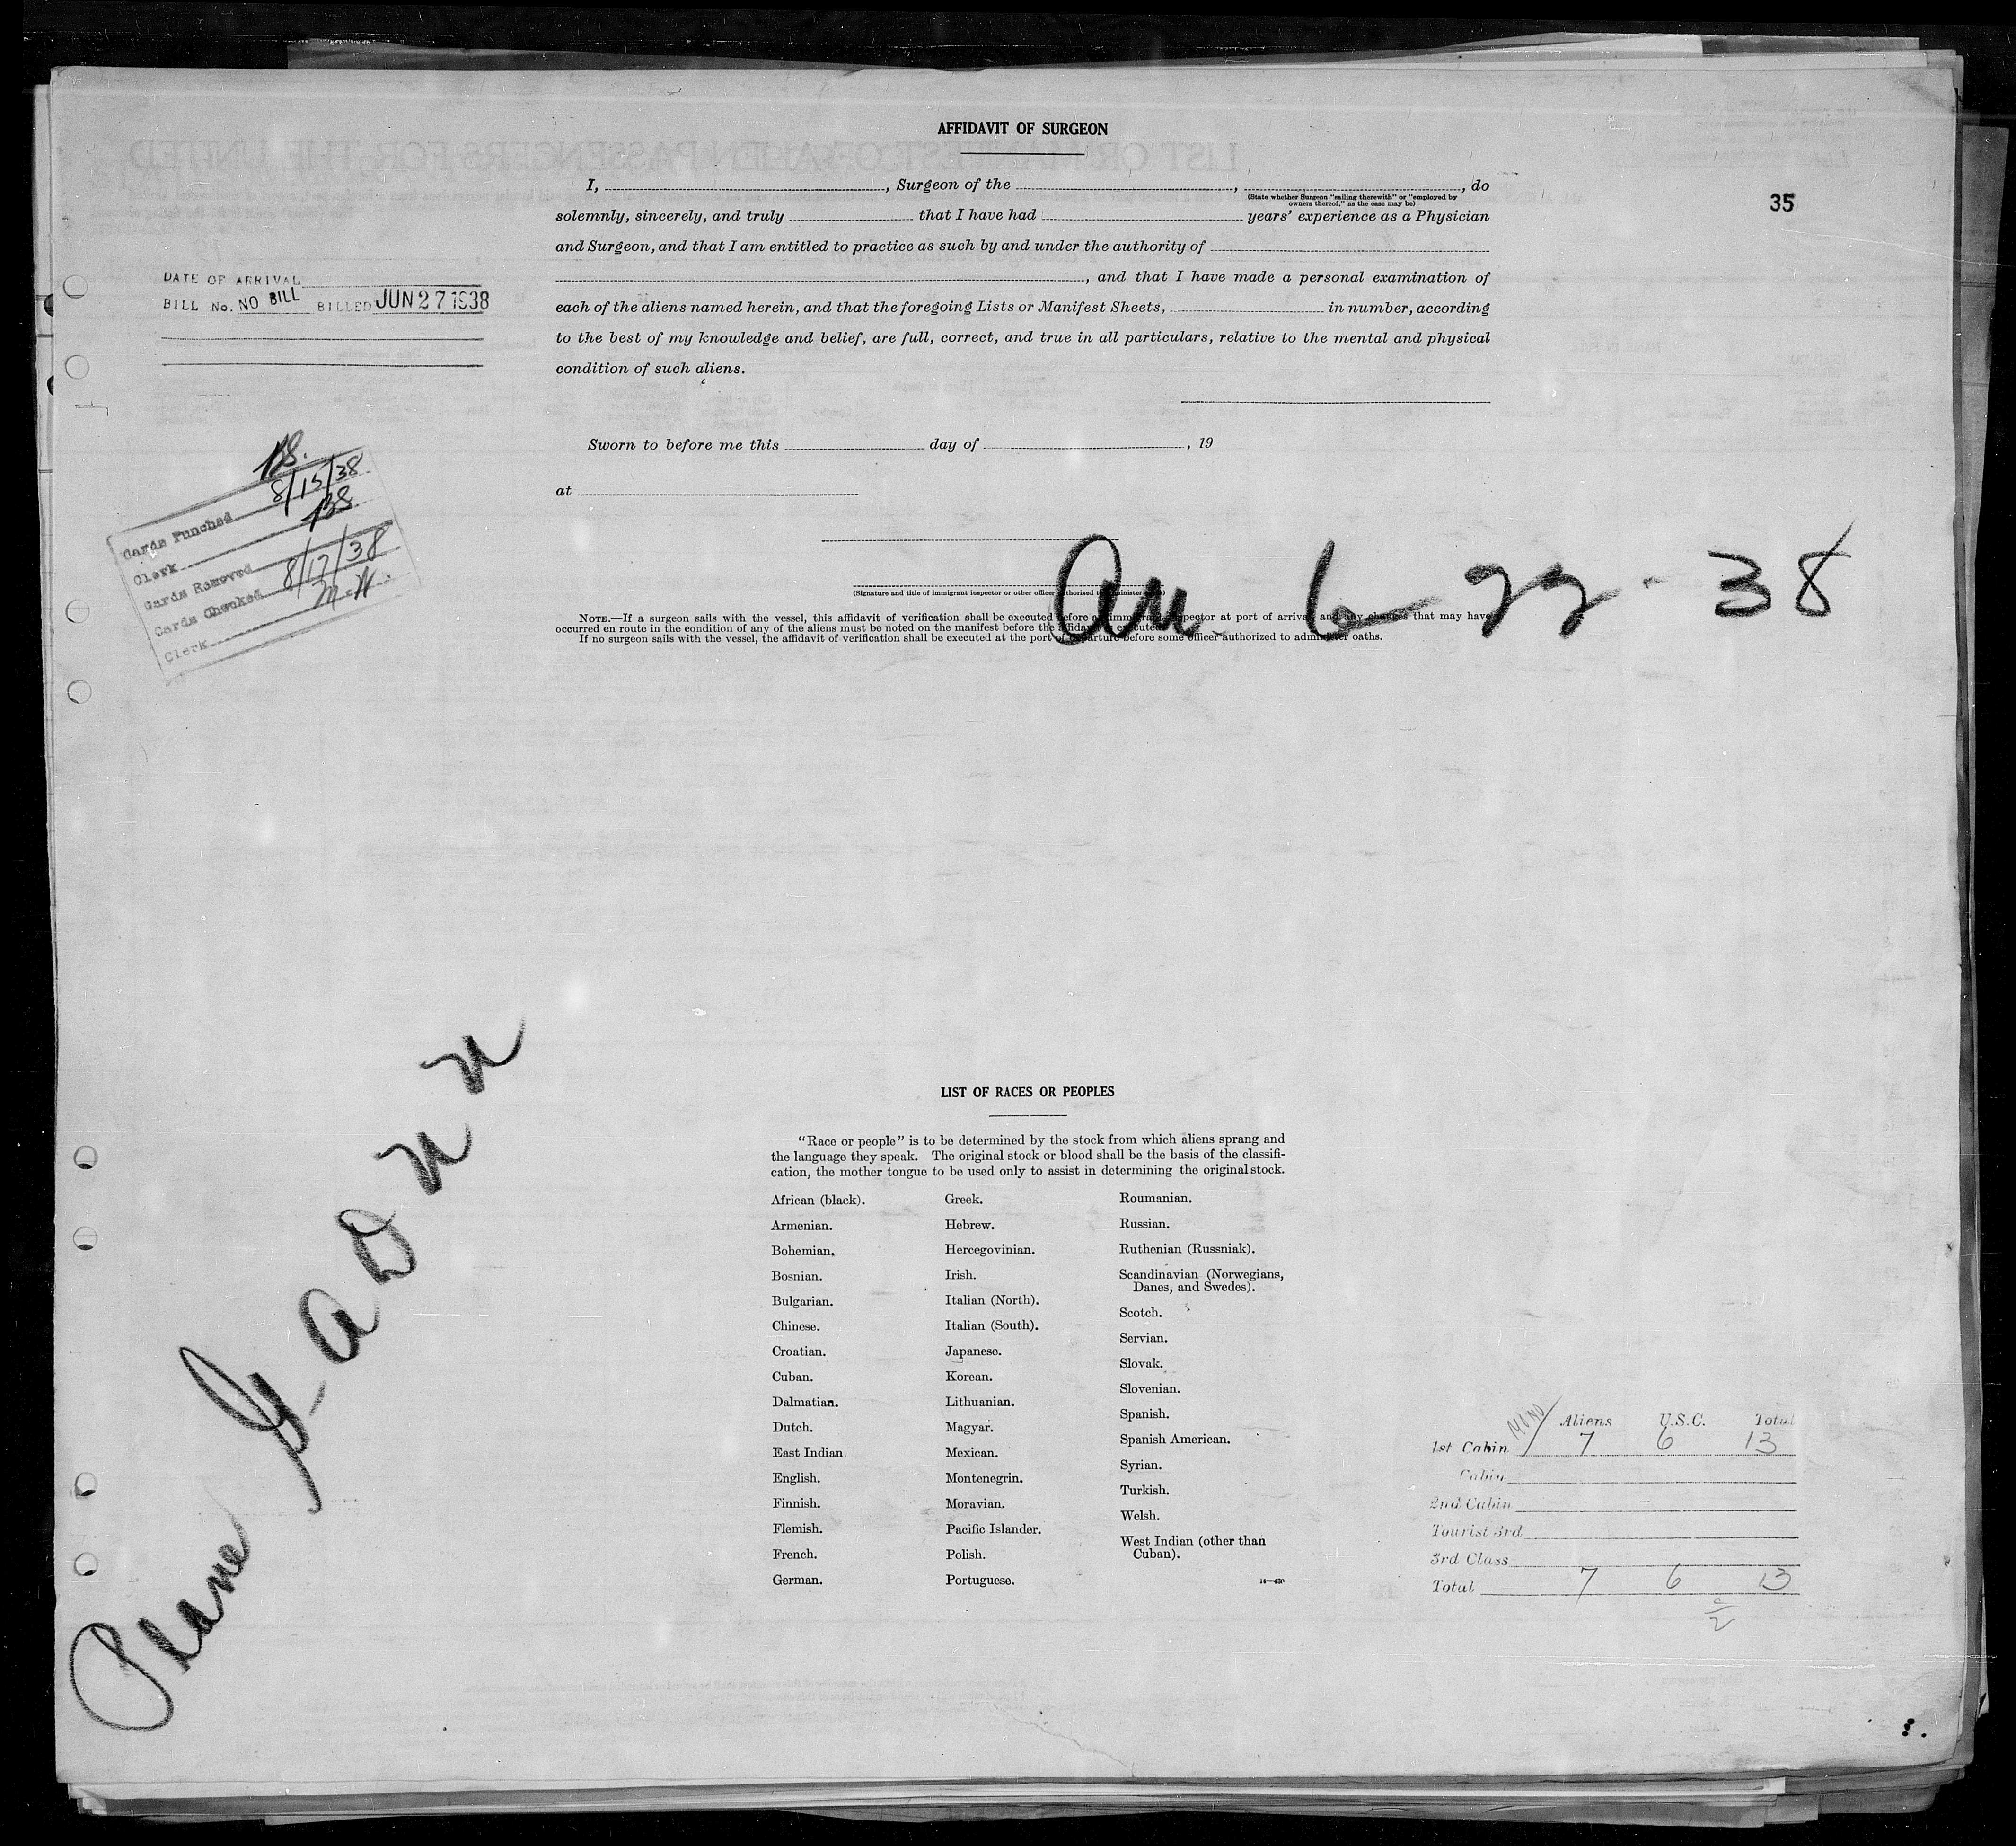 AFFIDAVIT OF SURGEON
35
I, , Surgeon of the , , do
(State whether Surgeon "sailing therewith" or "employed by
owners thereof," as the case may be)
solemnly, sincerely, and truly that I have had years' experience as a Physician
and Surgeon, and that I am entitled to practice as such by and under the authority of
, and that I have made a personal examination of
each of the aliens named herein, and that the foregoing Lists or Manifest Sheets, in number, according
to the best of my knowledge and belief, are full, correct, and true in all particulars, relative to the mental and physical
condition of such aliens.
DATE OF ARRIVAL
BILL No. NO BILL BILLED JUN 27 1938
Sworn to before me this day of , 19
at
Cards Punched 8/15/38
Clerk
Cards Removed
Cards Checked 8/17/38
Clerk M.W.
(Signature and title of immigrant inspector or other officer authorised to administer oaths)
Arr. 6-22-38
NOTE.—If a surgeon sails with the vessel, this affidavit of verification shall be executed before an immigrant inspector at port of arrival and any changes that may have
occurred en route in the condition of any of the aliens must be noted on the manifest before the affidavit is executed.
If no surgeon sails with the vessel, the affidavit of verification shall be executed at the port of departure before some officer authorized to administer oaths.
Plane
LIST OF RACES OR PEOPLES
"Race or people" is to be determined by the stock from which aliens sprang and
the language they speak. The original stock or blood shall be the basis of the classifi-
cation, the mother tongue to be used only to assist in determining the original stock.
African (black).
Armenian.
Bohemian.
Bosnian.
Bulgarian.
Chinese.
Croatian.
Cuban.
Dalmatian.
Dutch.
East Indian
English.
Finnish.
Flemish.
French.
German.
Greek.
Hebrew.
Hercegovinian.
Irish.
Italian (North).
Italian (South).
Japanese.
Korean.
Lithuanian.
Magyar.
Mexican.
Montenegrin.
Moravian.
Pacific Islander.
Polish.
Portuguese.
Roumanian.
Russian.
Ruthenian (Russniak).
Scandinavian (Norwegians,
Danes, and Swedes).
Scotch.
Servian.
Slovak.
Slovenian.
Spanish.
Spanish American.
Syrian.
Turkish.
Welsh.
West Indian (other than
Cuban).
Aliens U.S.C. Total
1st Cabin 7 6 13
Cabin
2nd Cabin
Tourist 3rd
3rd Class
Total 7 6 13